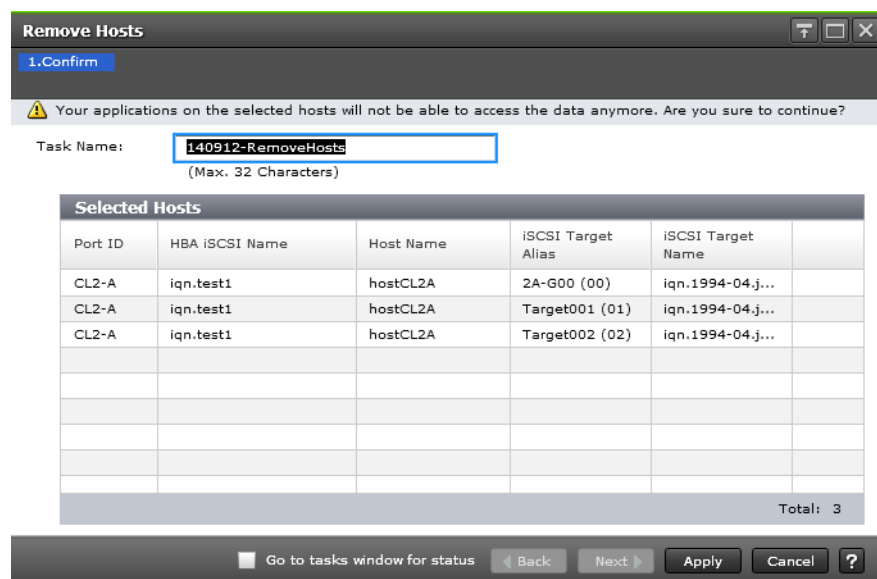 Remove Hosts
1.Confirm
Your applications on the selected hosts will not be able to access the data anymore. Are you sure to continue?
Task Name: 140912-RemoveHosts
(Max. 32 Characters)
Selected Hosts
Port ID HBA iSCSI Name Host Name iSCSI Target Alias iSCSI Target Name
CL2-A iqn.test1 hostCL2A 2A-G00 (00) iqn.1994-04.j...
CL2-A iqn.test1 hostCL2A Target001 (01) iqn.1994-04.j...
CL2-A iqn.test1 hostCL2A Target002 (02) iqn.1994-04.j...
Total: 3
Go to tasks window for status Back Next Apply Cancel ?